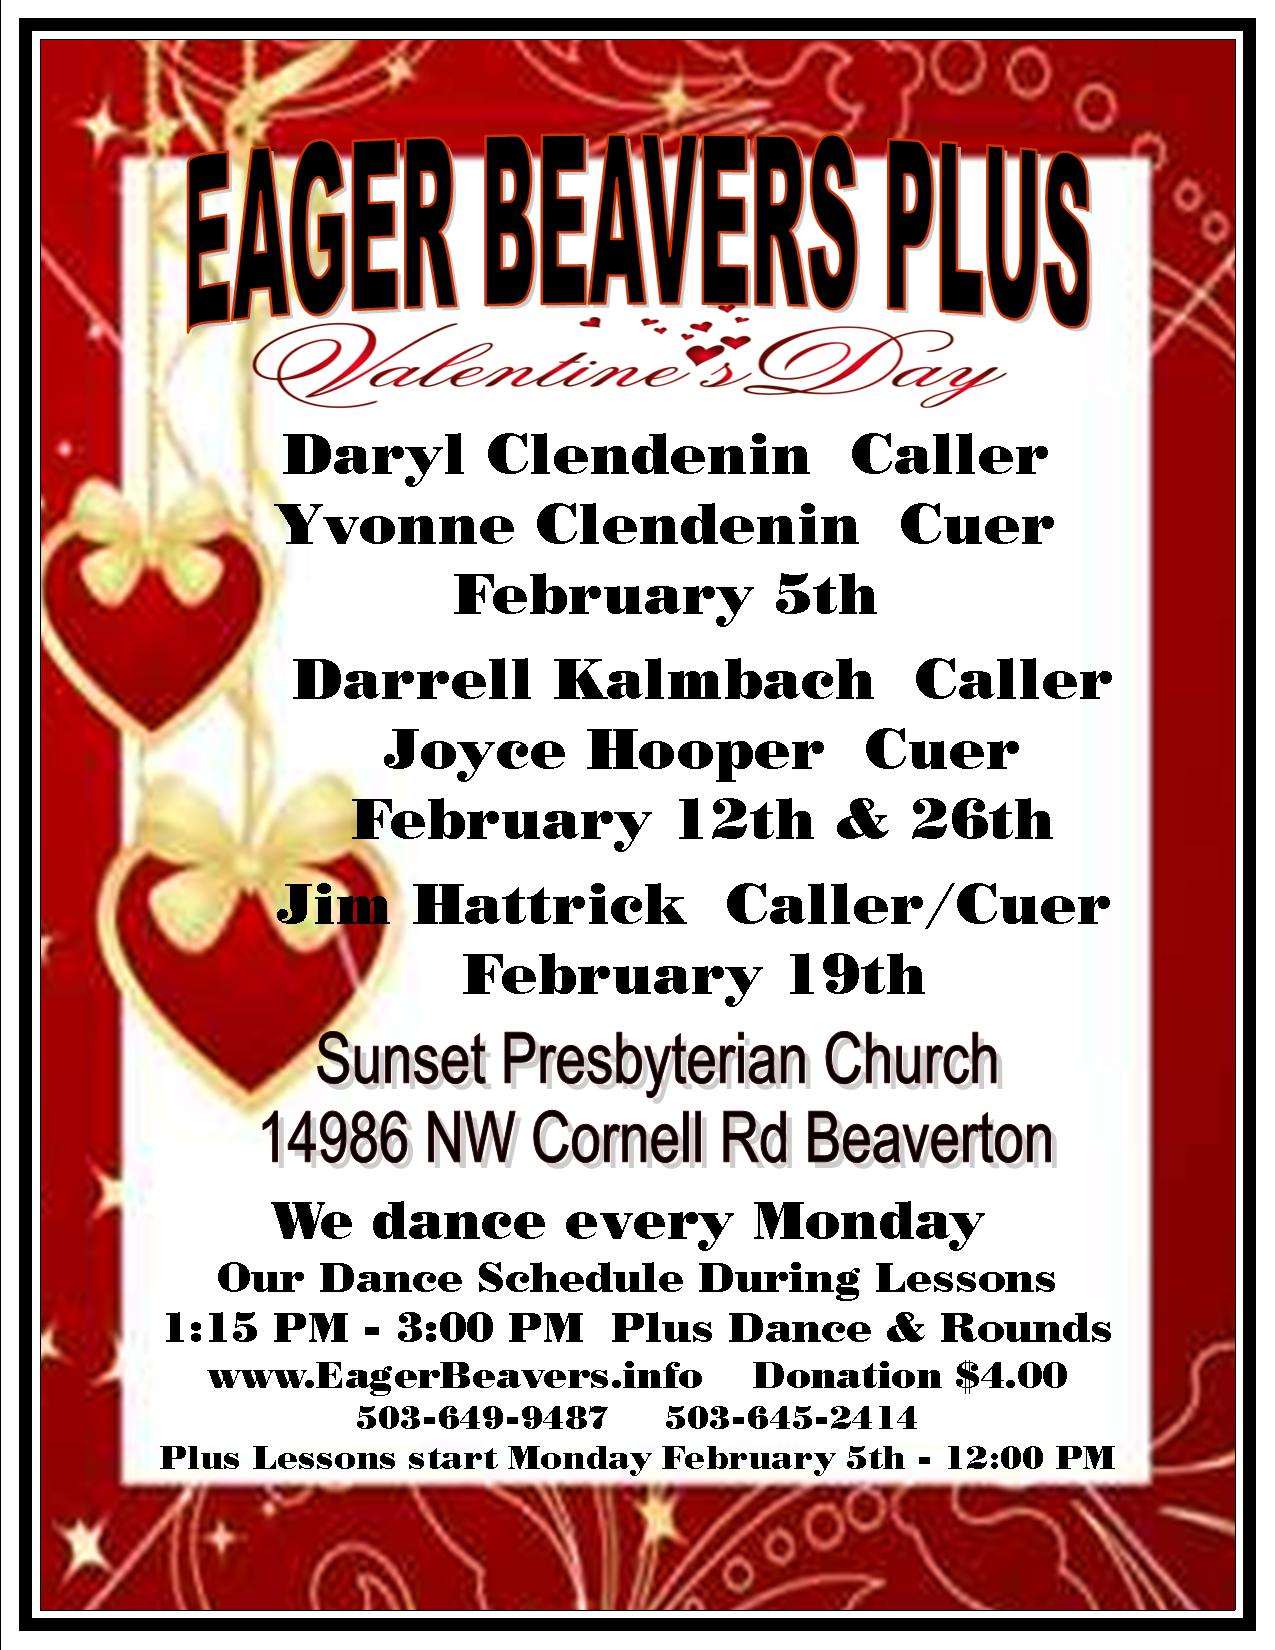 EAGER BEAVERS PLUS
Valentine's Day
Daryl Clendenin  Caller
Yvonne Clendenin  Cuer
February 5th
Darrell Kalmbach  Caller
Joyce Hooper  Cuer
February 12th & 26th
Jim Hattrick  Caller/Cuer
February 19th
Sunset Presbyterian Church
14986 NW Cornell Rd Beaverton
We dance every Monday
Our Dance Schedule During Lessons
1:15 PM - 3:00 PM  Plus Dance & Rounds
www.EagerBeavers.info    Donation $4.00
503-649-9487     503-645-2414
Plus Lessons start Monday February 5th - 12:00 PM